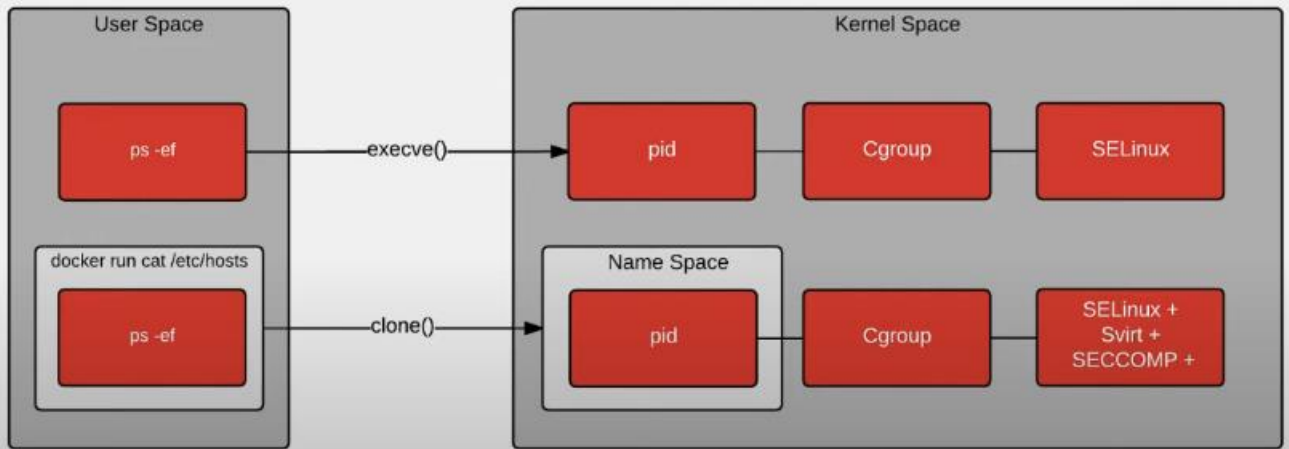 User Space
Kernel Space
ps -ef
execve()
pid
Cgroup
SELinux
docker run cat /etc/hosts
ps -ef
clone()
Name Space
pid
Cgroup
SELinux +
Svirt +
SECCOMP +